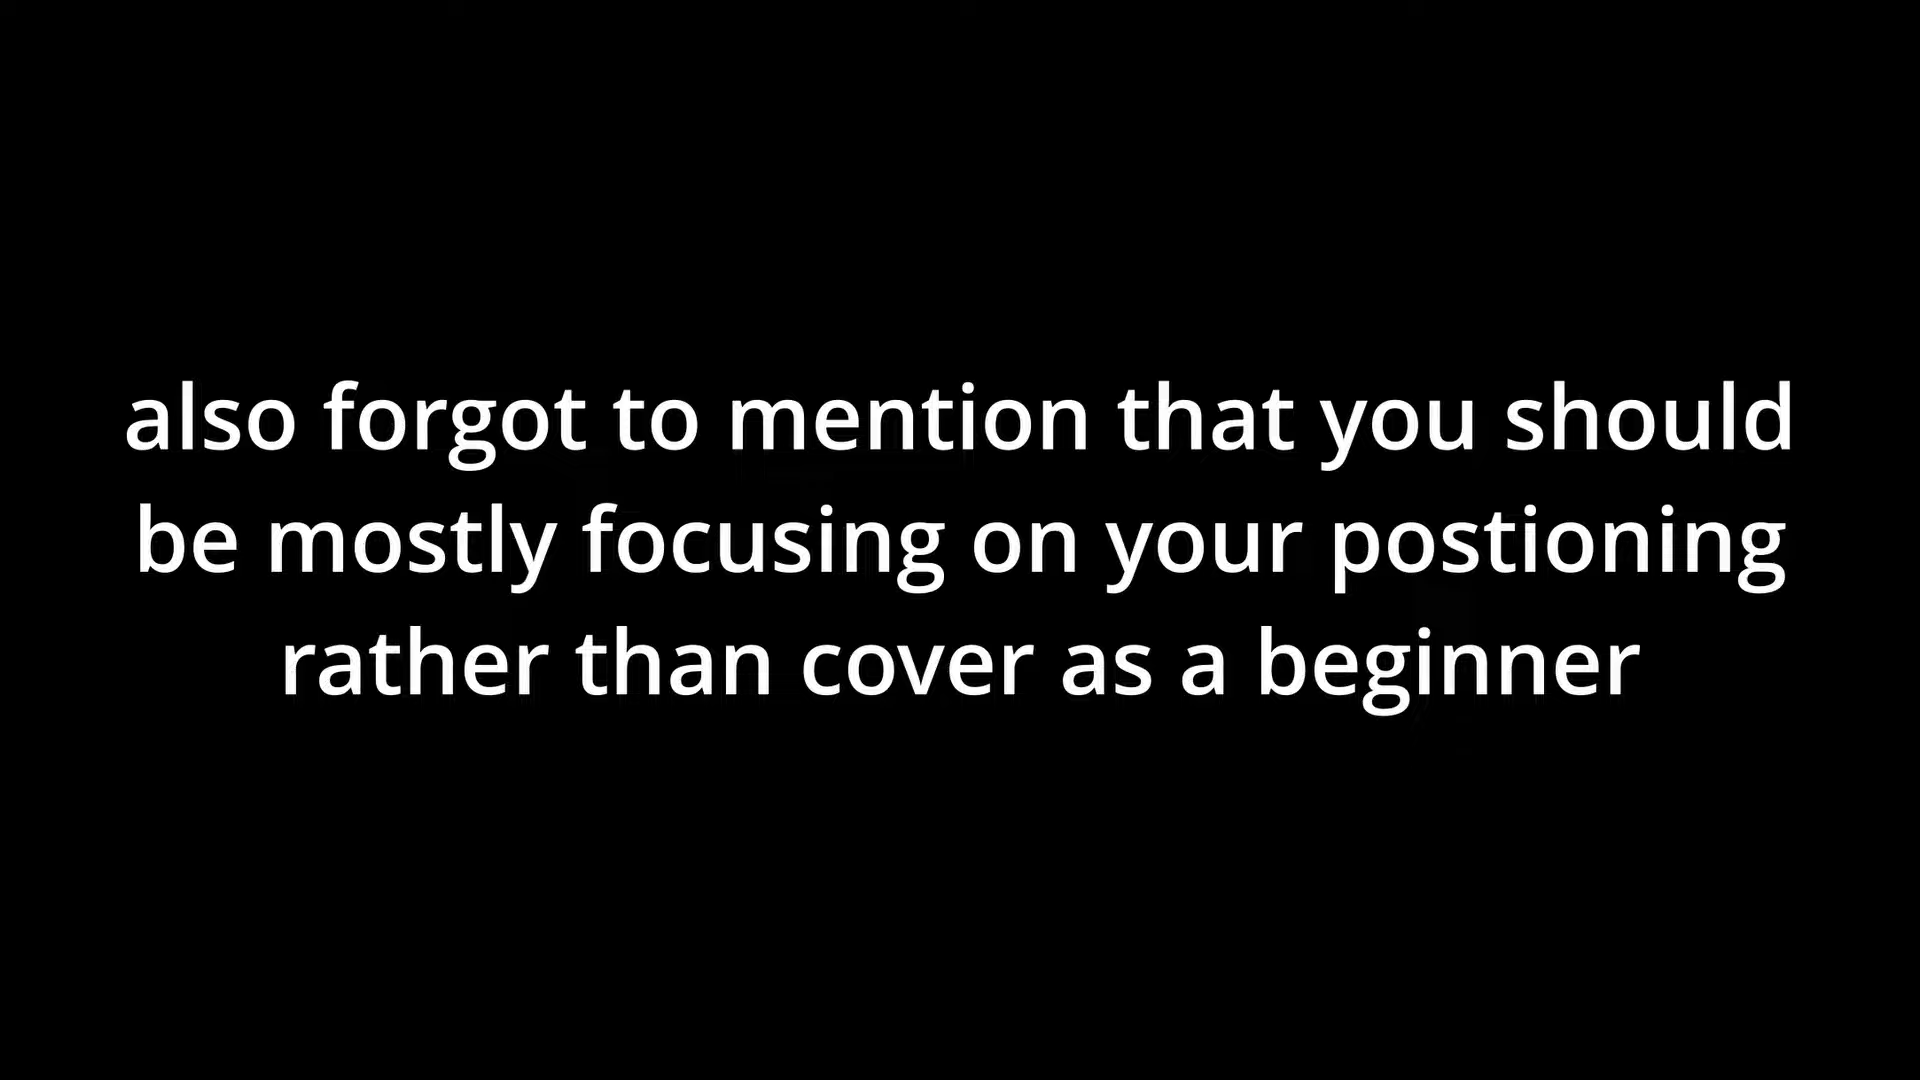 also forgot to mention that you should
be mostly focusing on your postioning
rather than cover as a beginner